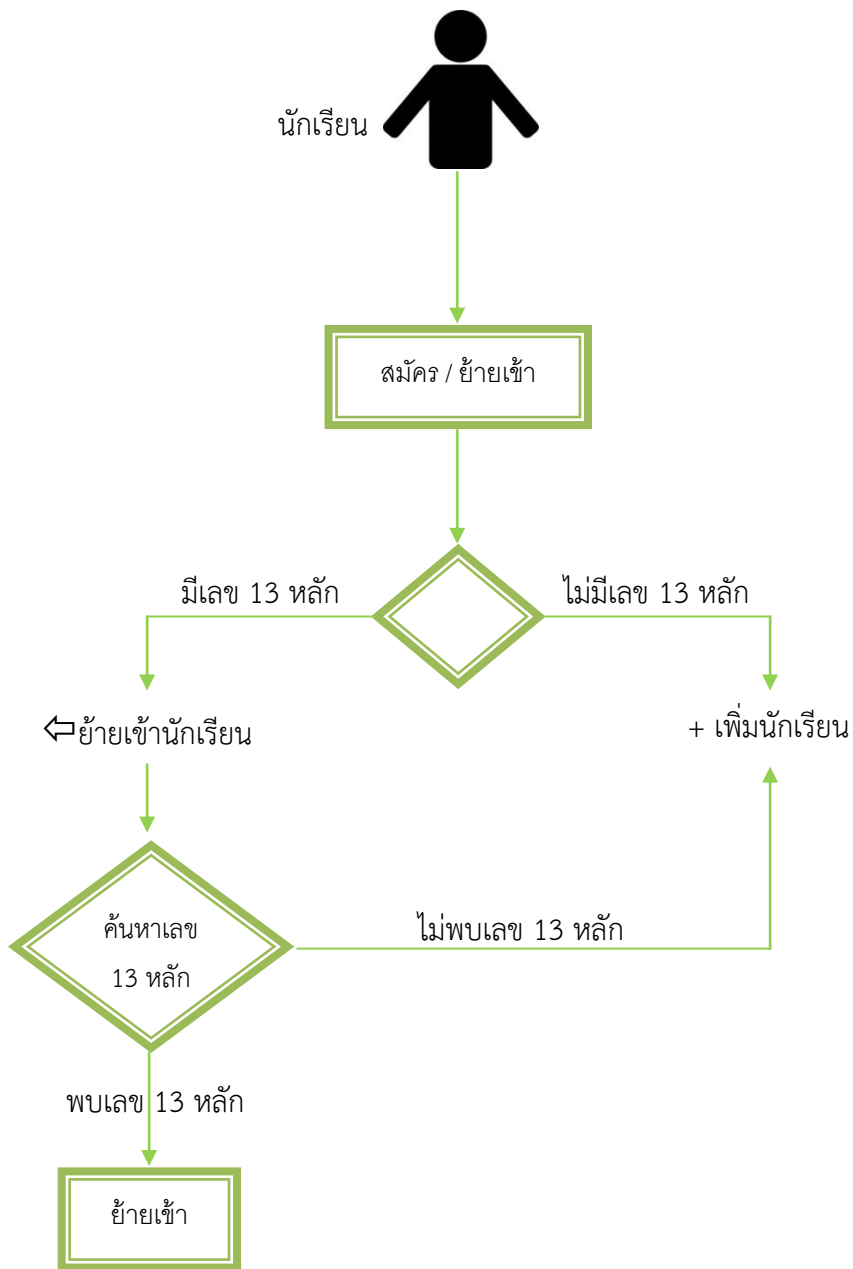 นักเรียน
สมัคร / ย้ายเข้า
มีเลข 13 หลัก
ไม่มีเลข 13 หลัก
ย้ายเข้านักเรียน
+ เพิ่มนักเรียน
ค้นหาเลข
13 หลัก
ไม่พบเลข 13 หลัก
พบเลข 13 หลัก
ย้ายเข้า